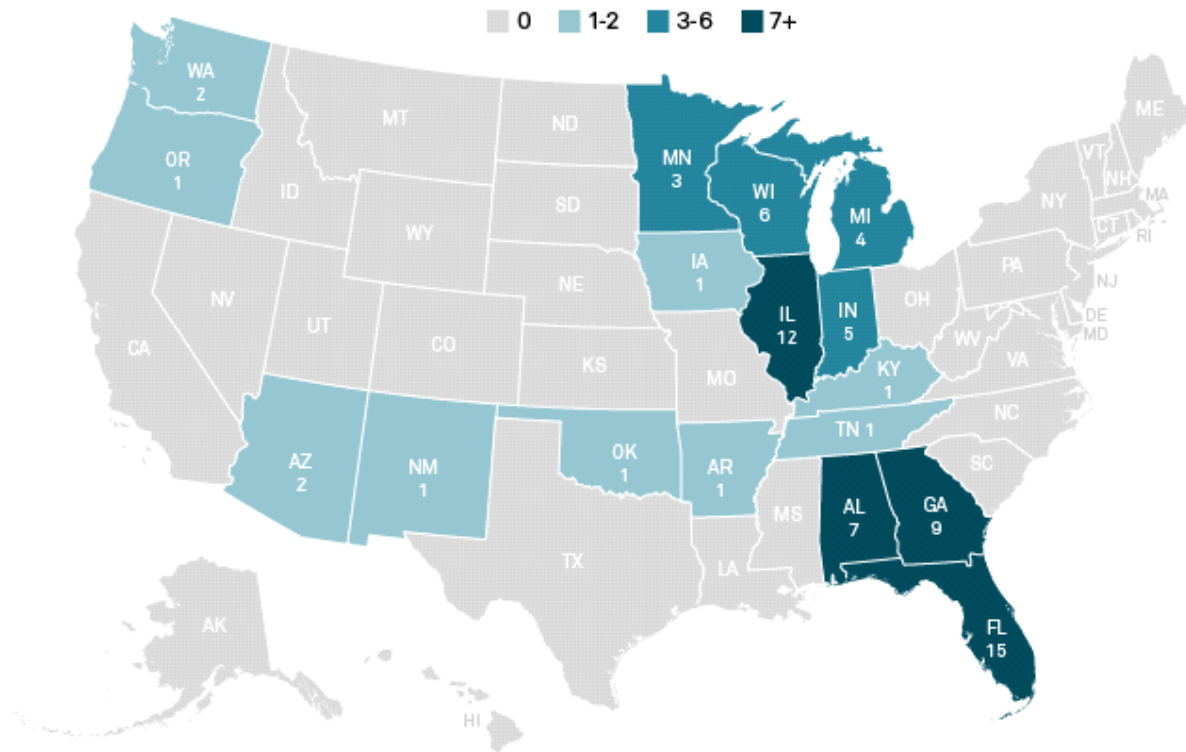 0 1-2 3-6 7+
WA
2
MT
ND
MN
3
ME
VT
NH
OR
1
ID
SD
WI
6
MI
4
NY
MA
CT
RI
WY
IA
1
PA
NV
NE
OH
NJ
UT
IL
12
IN
5
DE
MD
CA
CO
WV
VA
KS
MO
KY
1
NC
TN 1
AZ
2
NM
1
OK
1
AR
1
SC
MS
AL
7
GA
9
TX
LA
AK
FL
15
HI